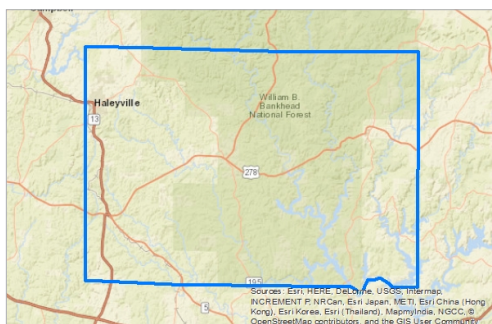 Haleyville
13
William B.
Bankhead
National Forest
278
195
5
Sources: Esri, HERE, DeLorme, USGS, Intermap,
INCREMENT P, NRCan, Esri Japan, METI, Esri China (Hong
Kong), Esri Korea, Esri (Thailand), MapmyIndia, NGCC, ©
OpenStreetMap contributors, and the GIS User Community